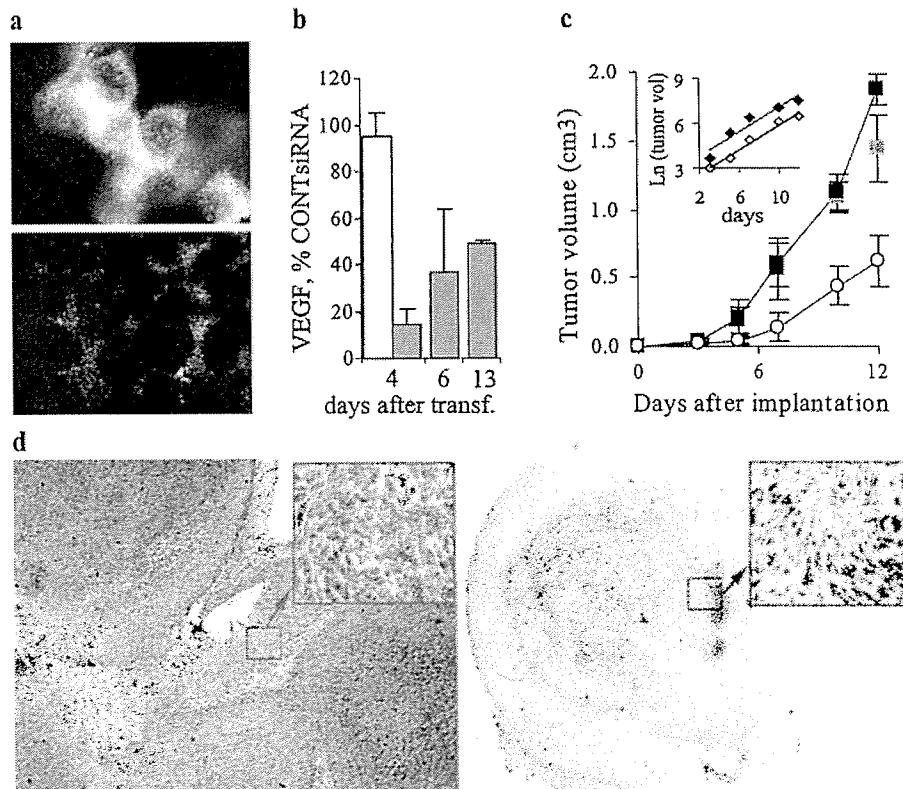 a
b
120
100
80
60
40
20
0
VEGF, % CONTsiRNA
4 6 13
days after transf.
c
2.0
1.5
1.0
0.5
0.0
Tumor volume (cm3)
0 6 12
Days after implantation
9
6
3
Ln (tumor vol)
2 6 10
days
d